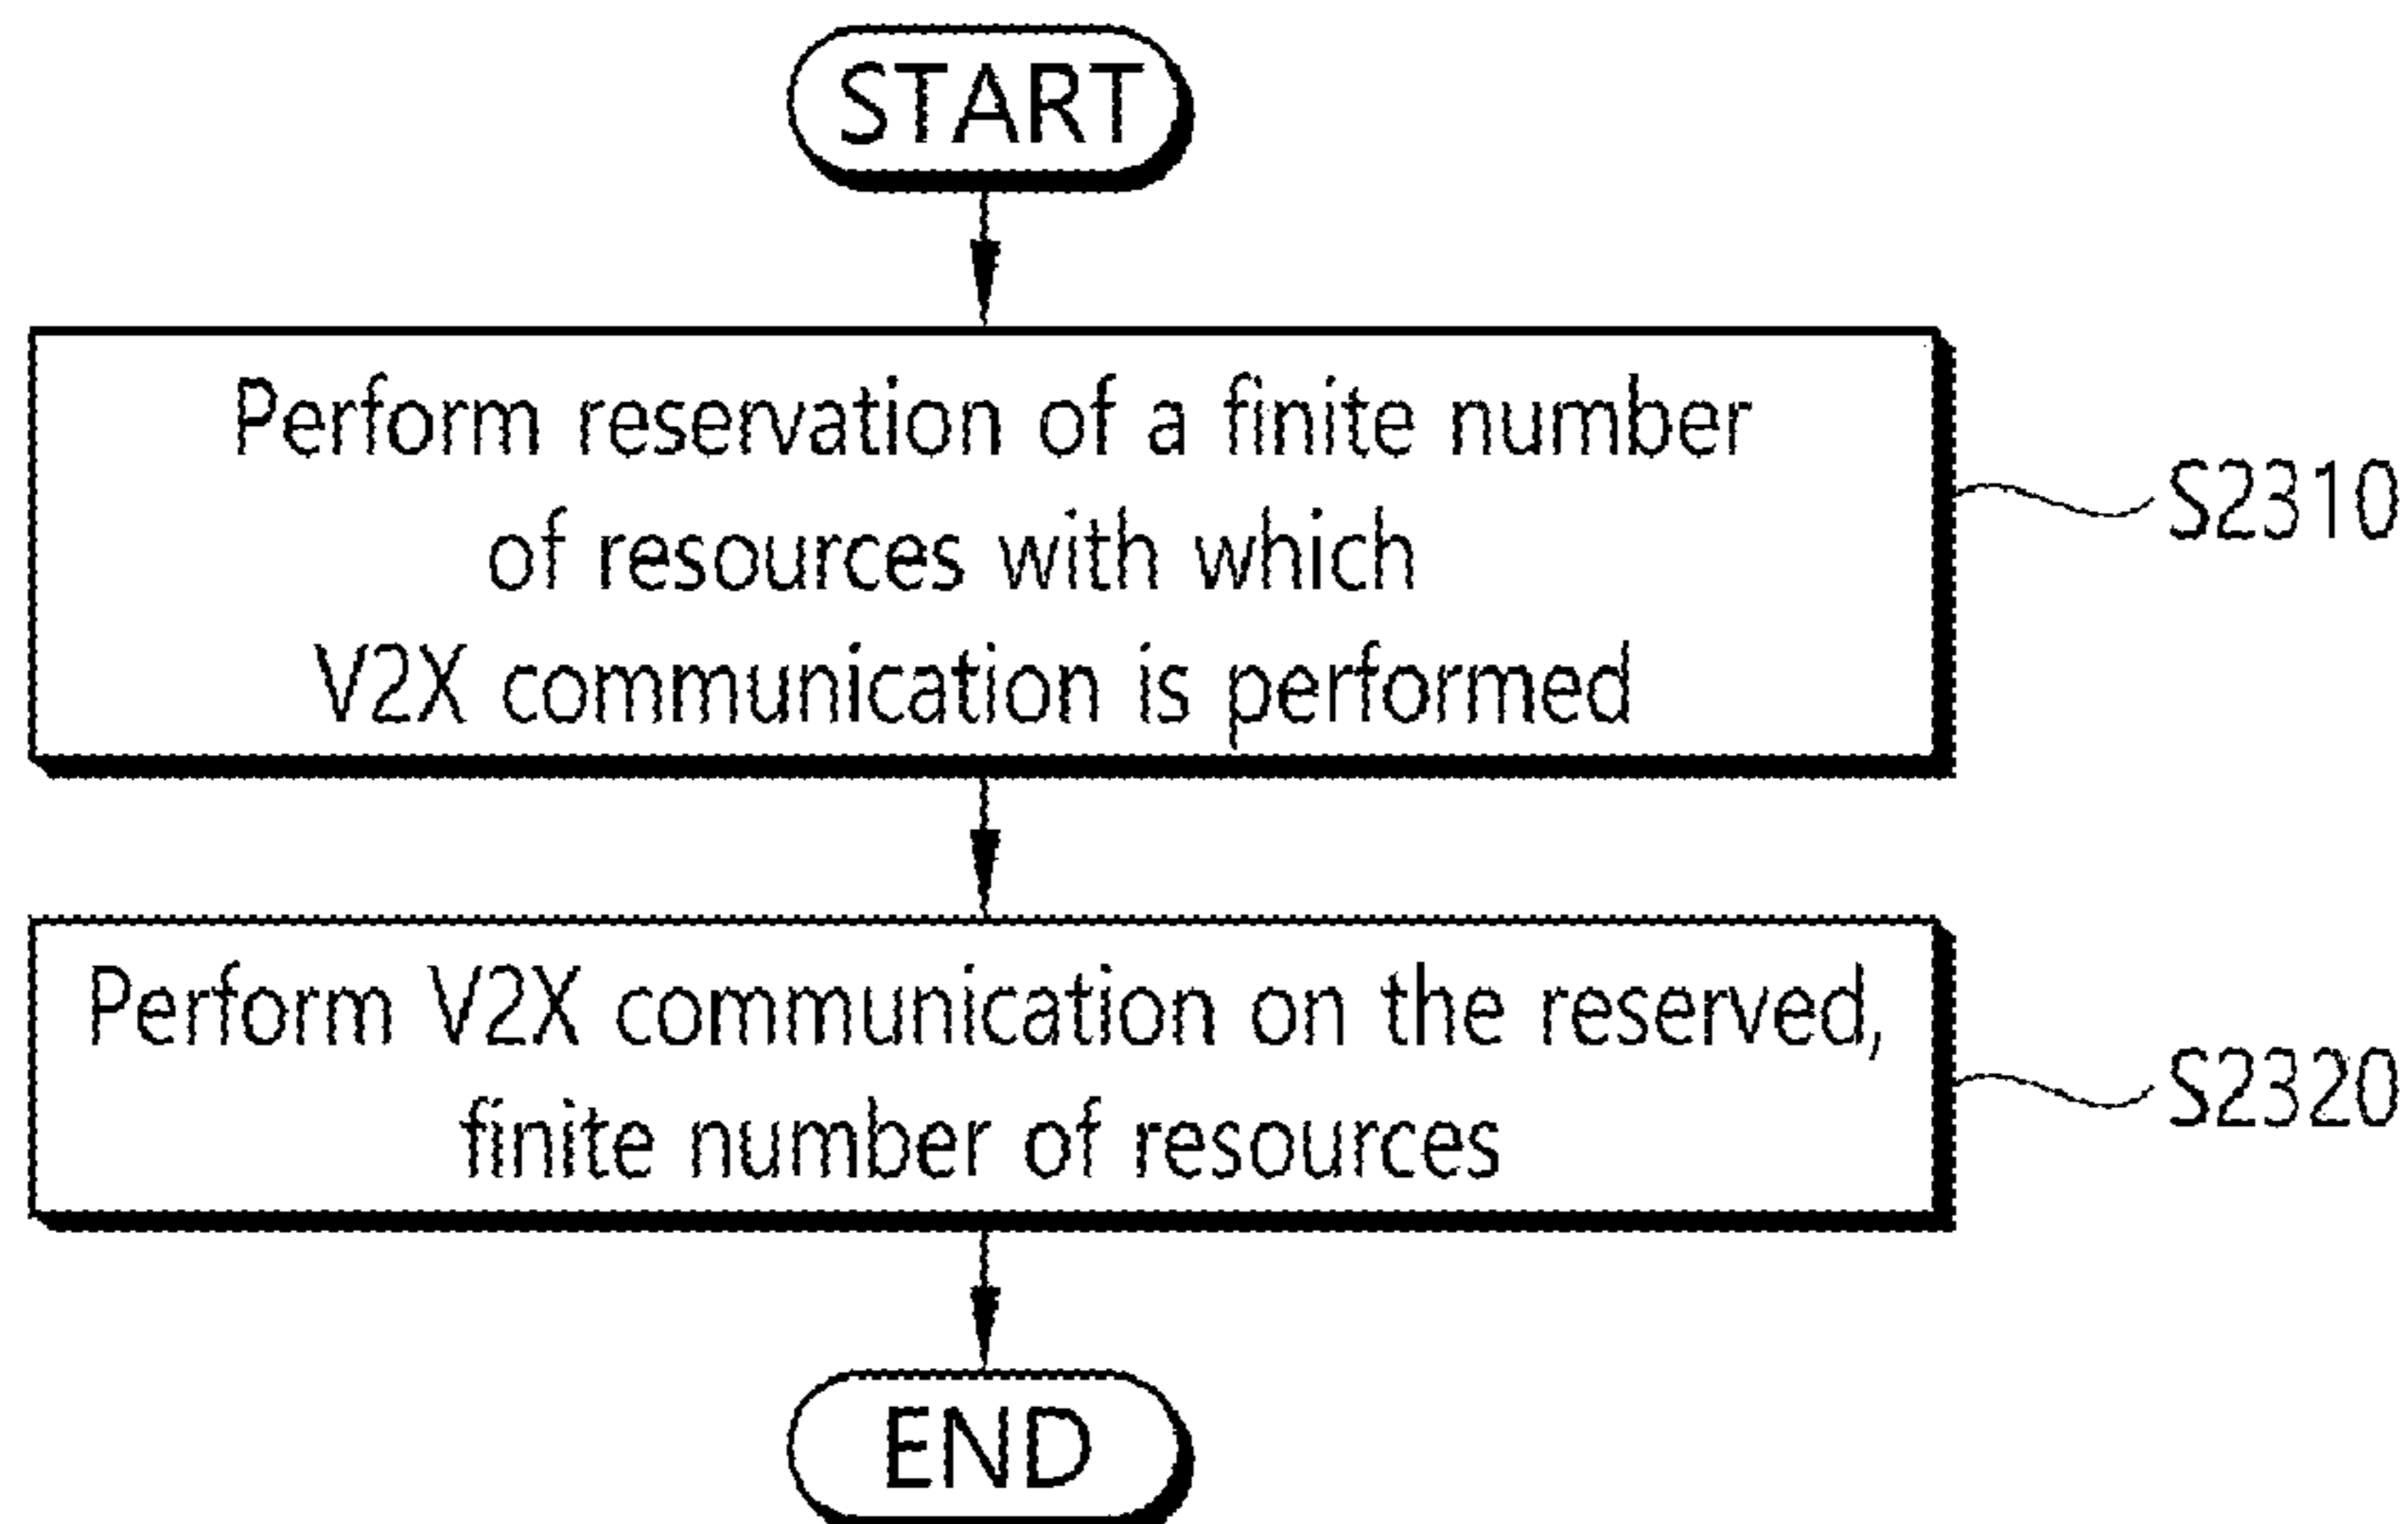 START
Perform reservation of a finite number
of resources with which
V2X communication is performed
S2310
Perform V2X communication on the reserved,
finite number of resources
S2320
END